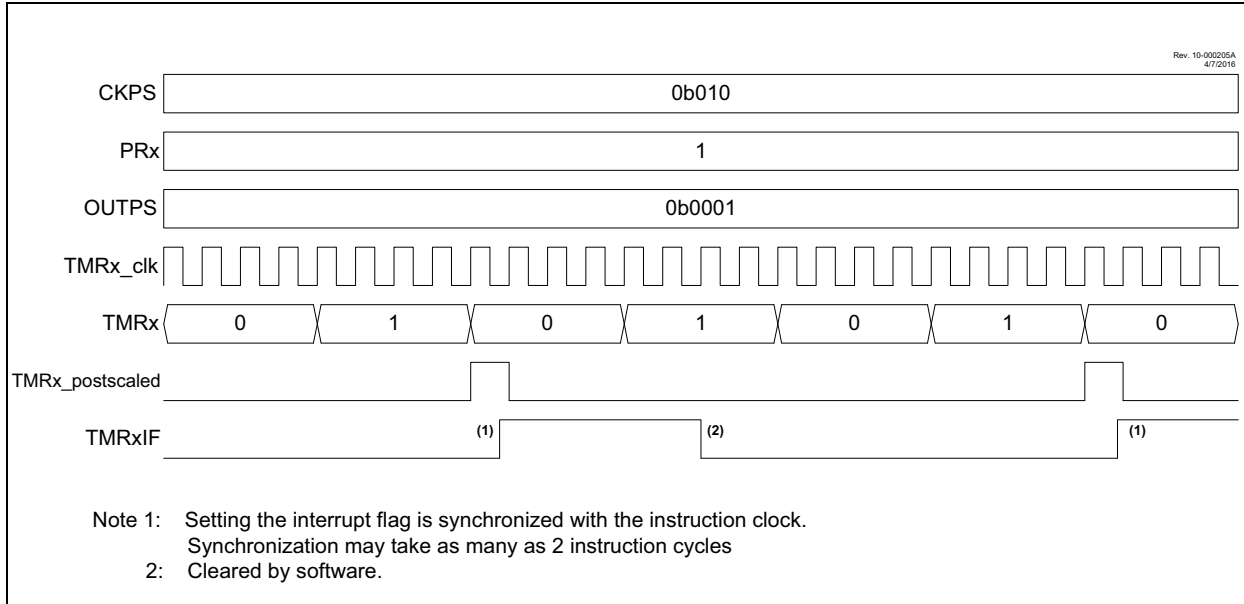 Rev. 10-000205A
4/7/2016
CKPS
0b010
PRx
1
OUTPS
0b0001
TMRx_clk
TMRx
0 1 0 1 0 1 0
TMRx_postscaled
TMRxIF
(1) (2) (1)
Note 1: Setting the interrupt flag is synchronized with the instruction clock.
Synchronization may take as many as 2 instruction cycles
2: Cleared by software.